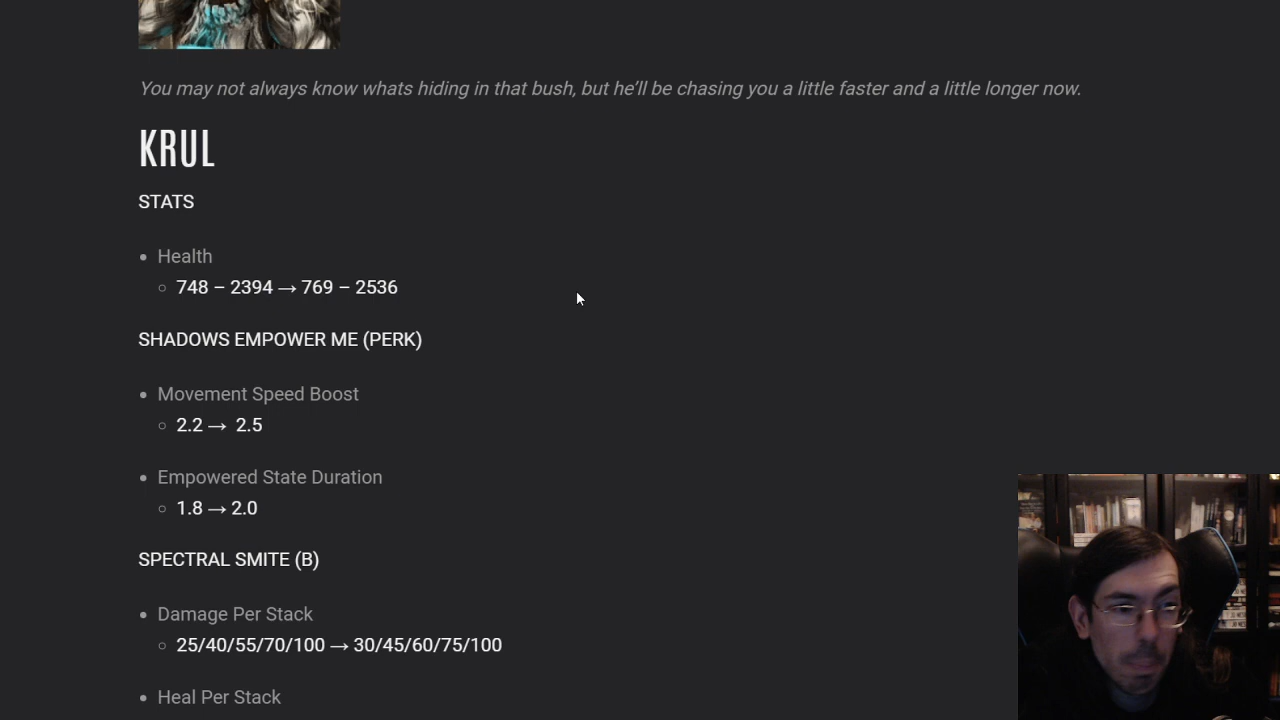 You may not always know whats hiding in that bush, but he’ll be chasing you a little faster and a little longer now.
KRUL
STATS
Health
748 – 2394 → 769 – 2536
SHADOWS EMPOWER ME (PERK)
Movement Speed Boost
2.2 → 2.5
Empowered State Duration
1.8 → 2.0
SPECTRAL SMITE (B)
Damage Per Stack
25/40/55/70/100 → 30/45/60/75/100
Heal Per Stack